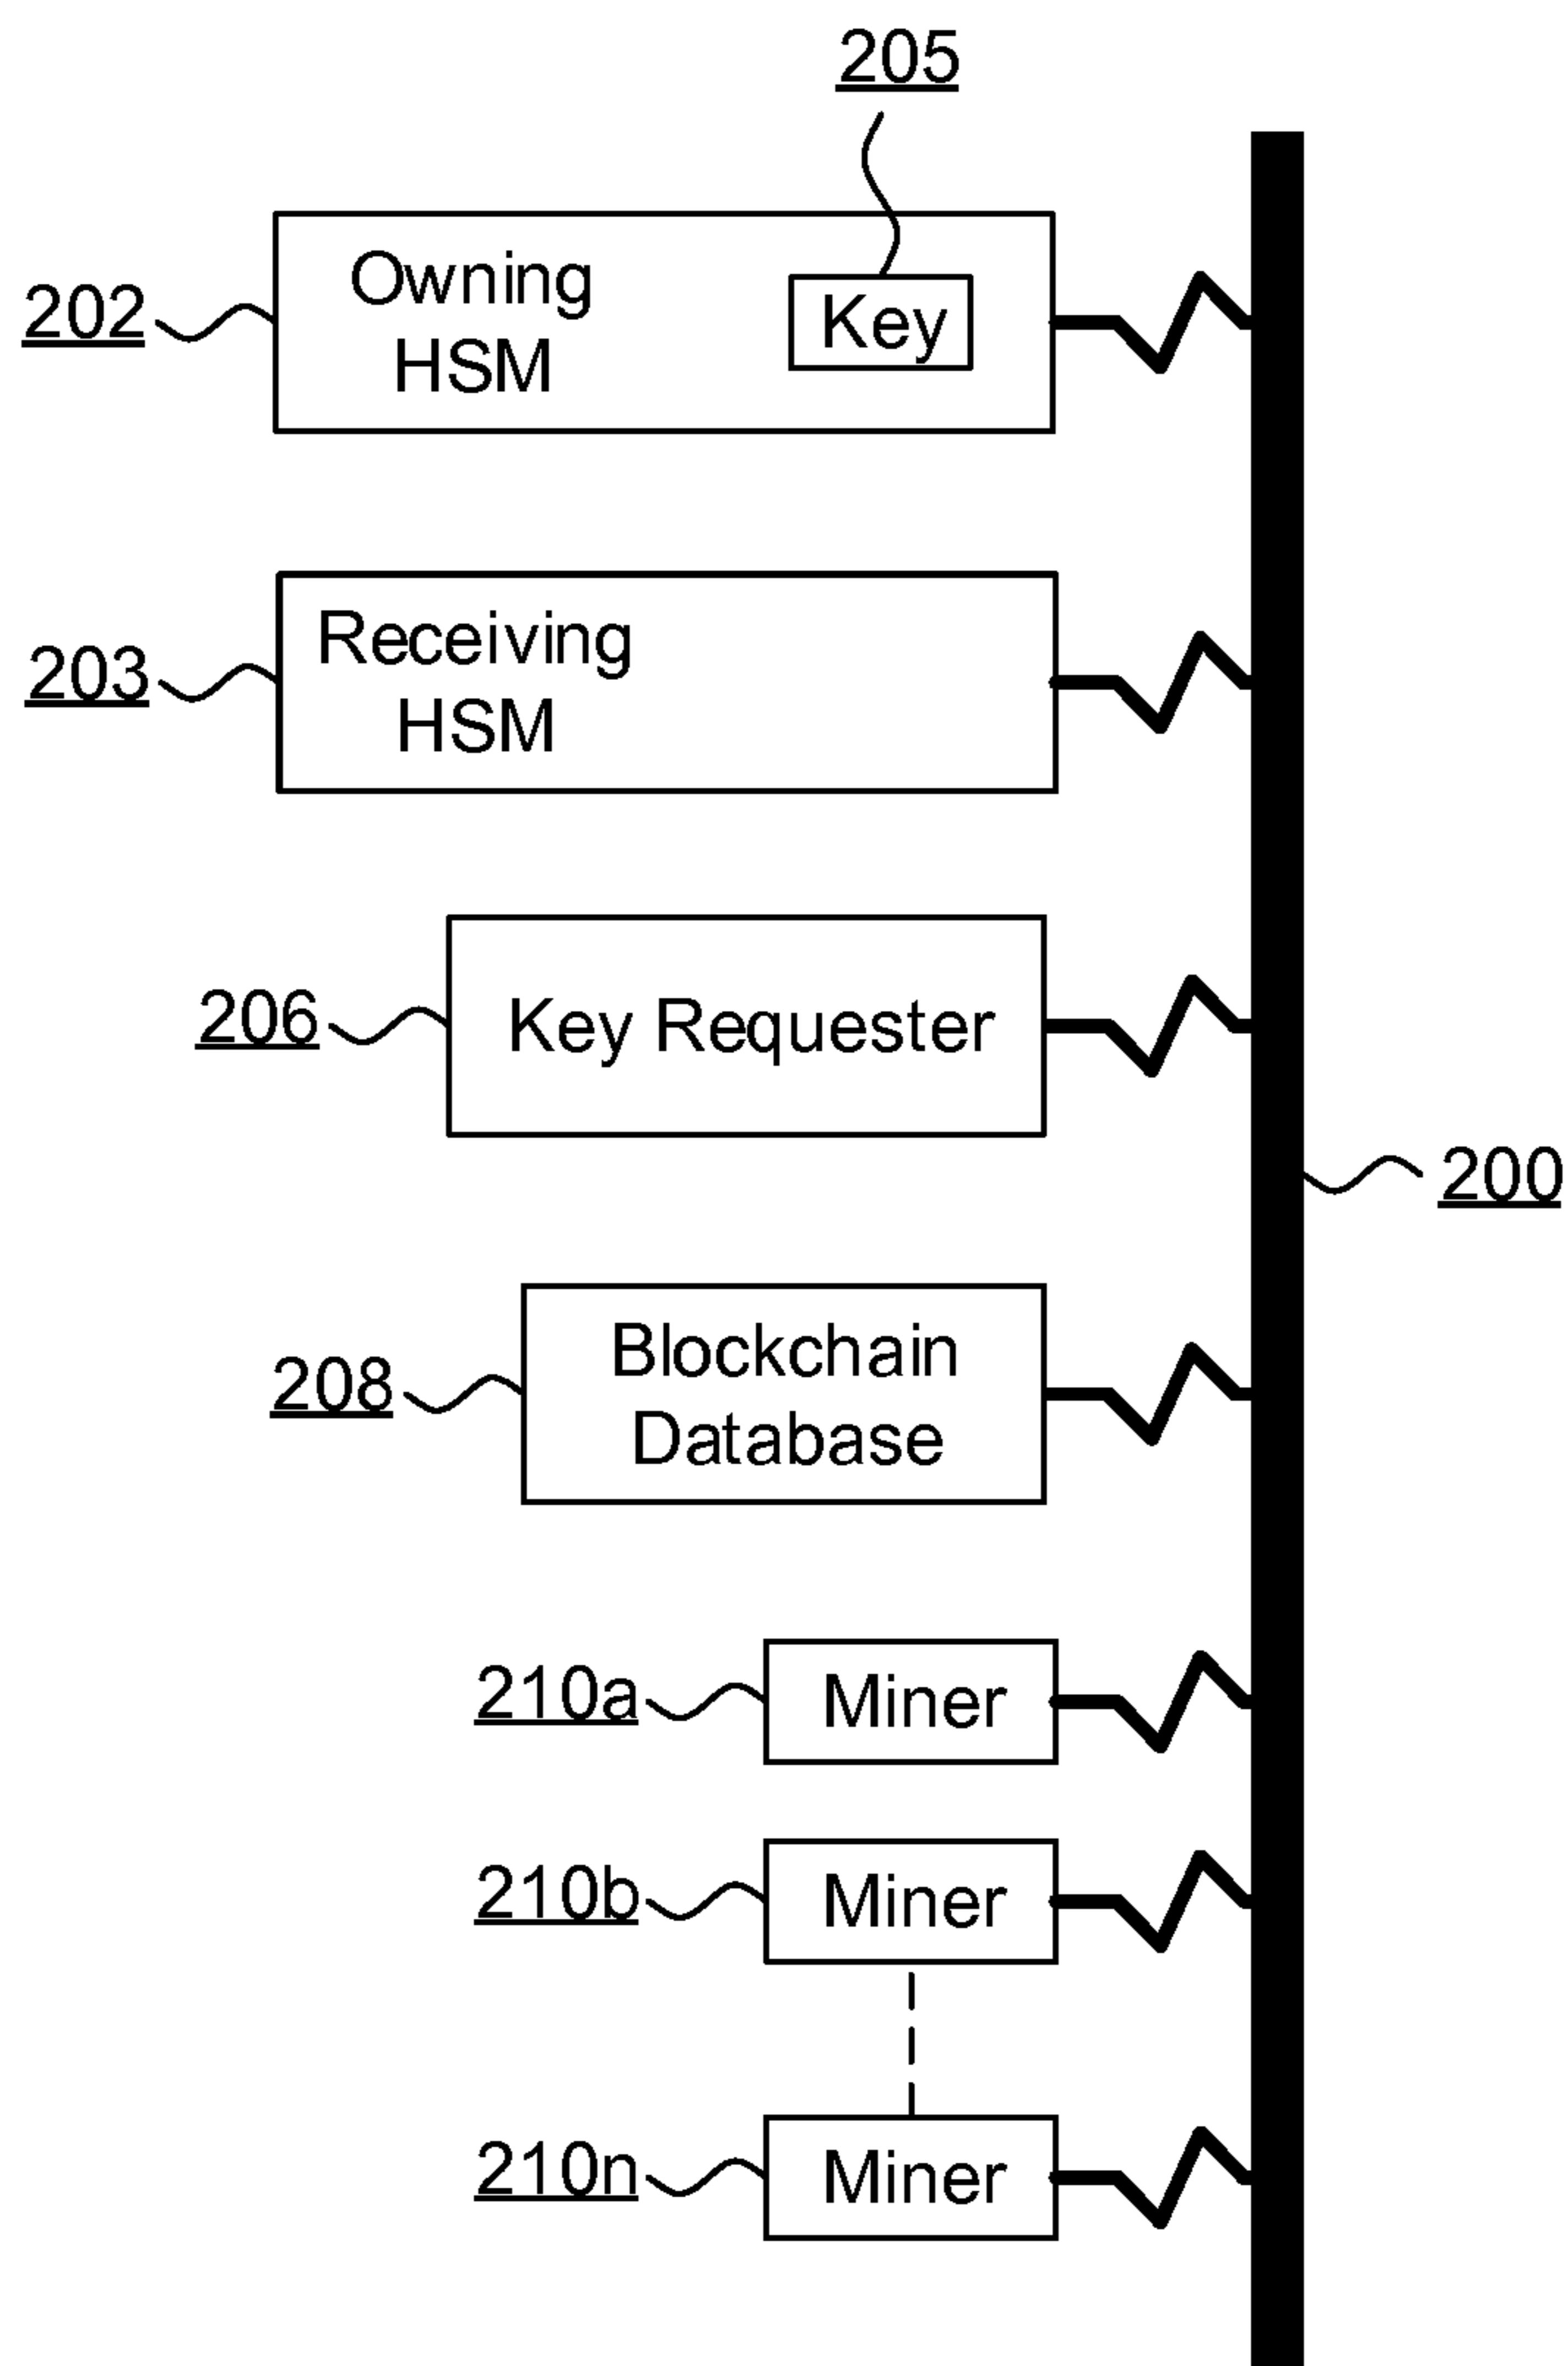 205
202
Owning
HSM
Key
203
Receiving
HSM
206
Key Requester
200
208
Blockchain
Database
210a
Miner
210b
Miner
210n
Miner